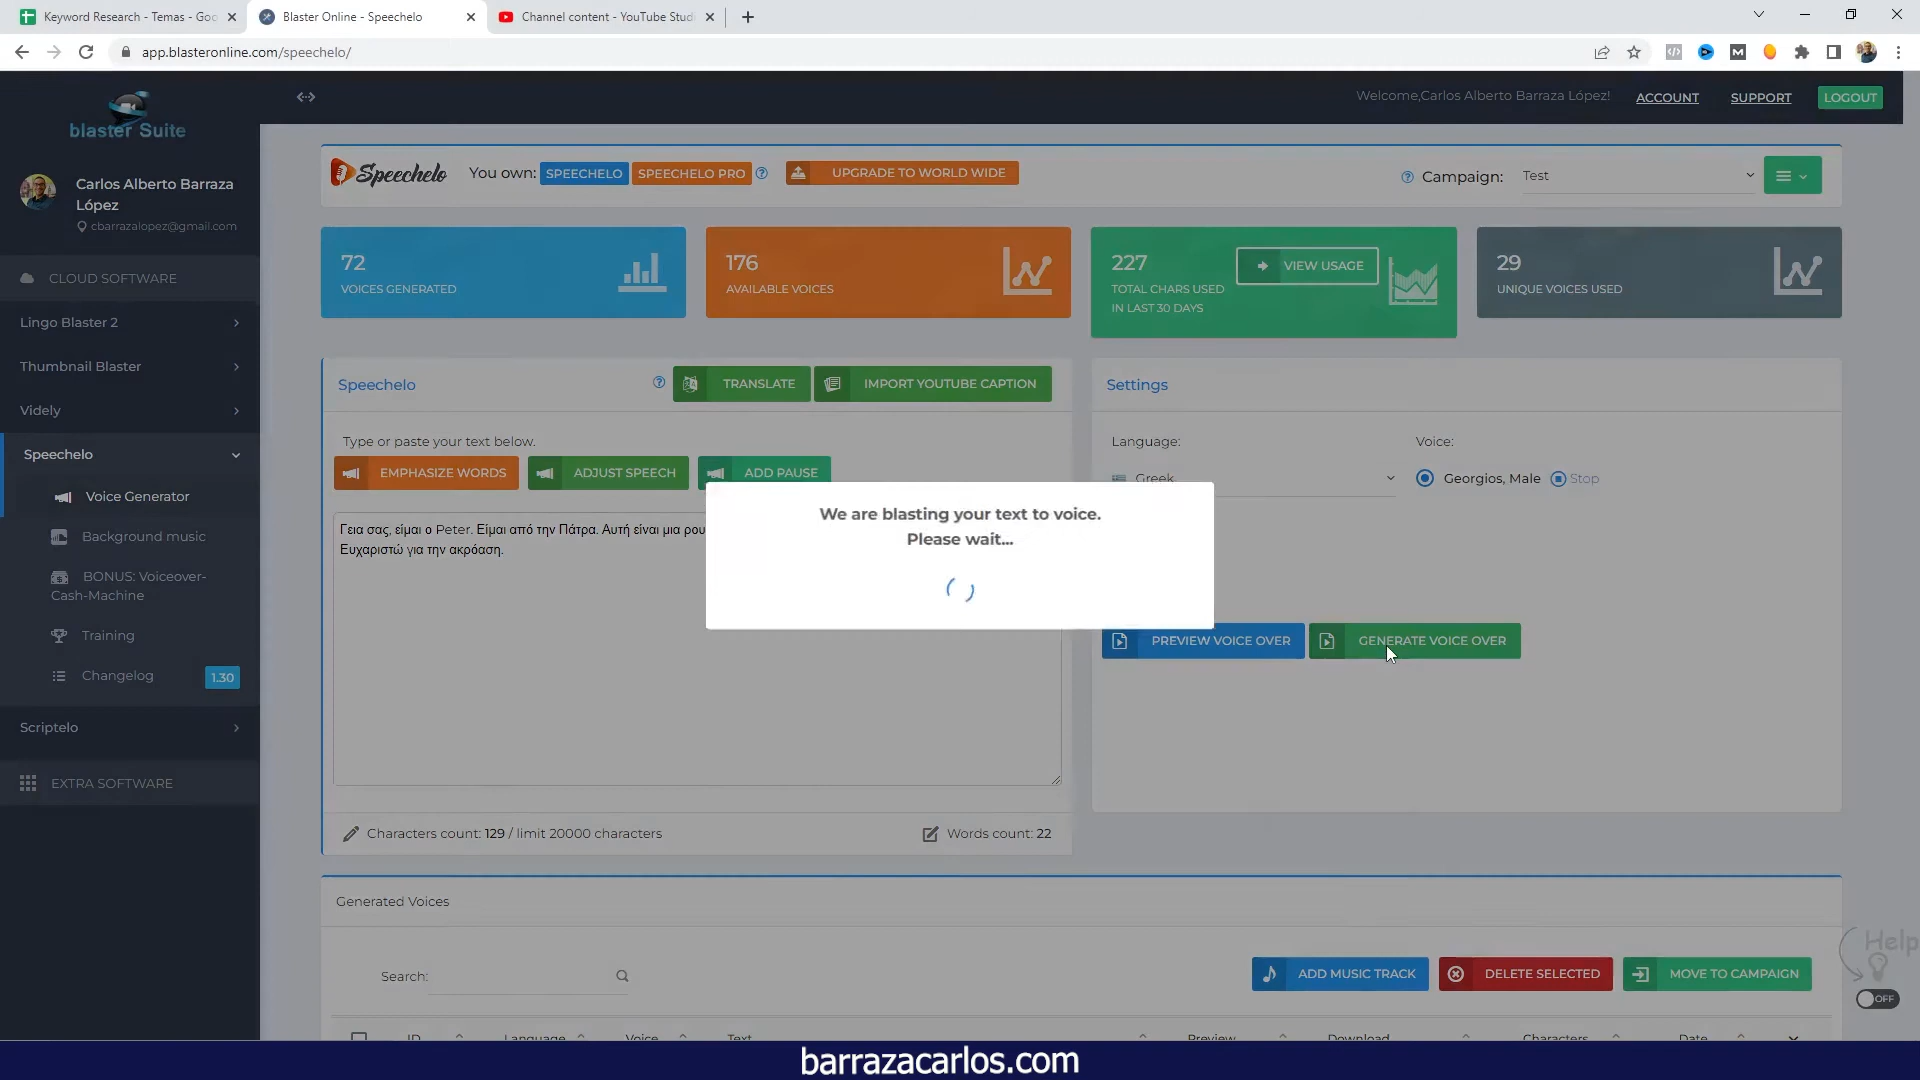 Keyword Research - Temas - Goo
Blaster Online - Speechelo
Channel content - YouTube Studi
app.blasteronline.com/speechelo/
blaster Suite
Welcome,Carlos Alberto Barraza López!
ACCOUNT
SUPPORT
LOGOUT
Carlos Alberto Barraza
López
cbarrazalopez@gmail.com
CLOUD SOFTWARE
Lingo Blaster 2
Thumbnail Blaster
Videly
Speechelo
Voice Generator
Background music
BONUS: Voiceover-
Cash-Machine
Training
Changelog
1.30
Scriptelo
EXTRA SOFTWARE
Speechelo
You own: SPEECHELO SPEECHELO PRO
UPGRADE TO WORLD WIDE
Campaign: Test
72
VOICES GENERATED
176
AVAILABLE VOICES
227
TOTAL CHARS USED
IN LAST 30 DAYS
VIEW USAGE
29
UNIQUE VOICES USED
Speechelo
TRANSLATE
IMPORT YOUTUBE CAPTION
Type or paste your text below.
EMPHASIZE WORDS
ADJUST SPEECH
ADD PAUSE
Γεια σας, είμαι ο Peter. Είμαι από την Πάτρα. Αυτή είναι μια ρου
Ευχαριστώ για την ακρόαση.
Characters count: 129 / limit 20000 characters
Words count: 22
Settings
Language:
Greek
Voice:
Georgios, Male
Stop
We are blasting your text to voice.
Please wait...
PREVIEW VOICE OVER
GENERATE VOICE OVER
Generated Voices
Search:
ADD MUSIC TRACK
DELETE SELECTED
MOVE TO CAMPAIGN
ID
Language
Voice
Text
Preview
Download
Characters
Date
Help
OFF
barrazacarlos.com